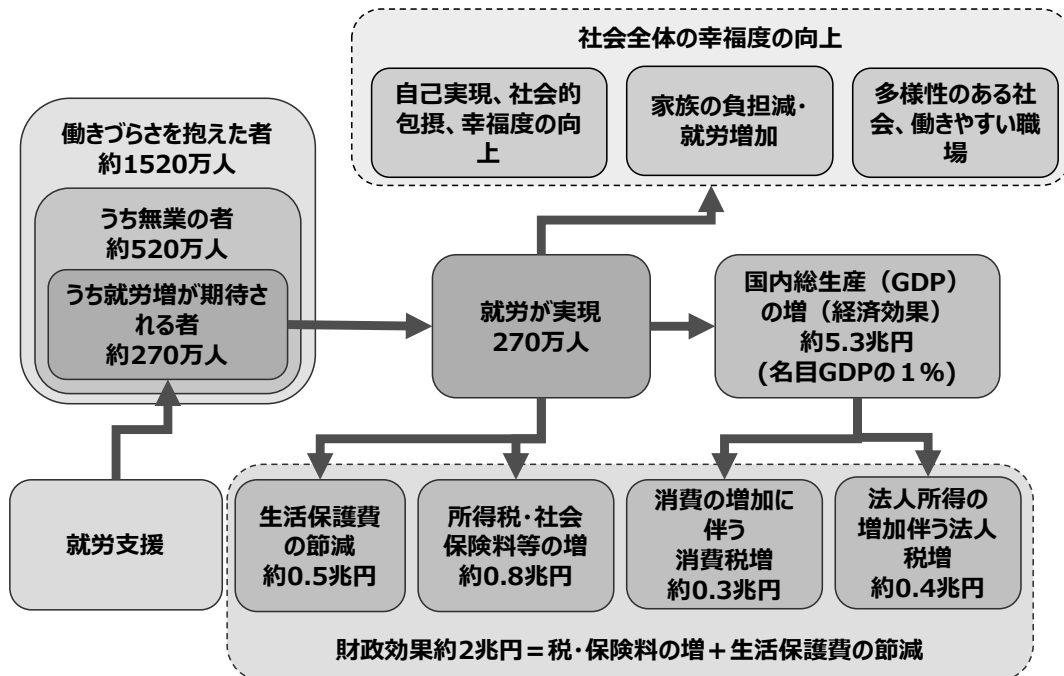 社会全体の幸福度の向上
自己実現、社会的
包摂、幸福度の向
上
家族の負担減・
就労増加
多様性のある社
会、働きやすい職
場
働きづらさを抱えた者
約1520万人
うち無業の者
約520万人
うち就労増が期待さ
れる者
約270万人
就労が実現
270万人
国内総生産（GDP）
の増（経済効果）
約5.3兆円
(名目GDPの１%)
就労支援
生活保護費
の節減
約0.5兆円
所得税・社会
保険料等の増
約0.8兆円
消費の増加に
伴う
消費税増
約0.3兆円
法人所得の
増加伴う法人
税増
約0.4兆円
財政効果約2兆円＝税・保険料の増＋生活保護費の節減